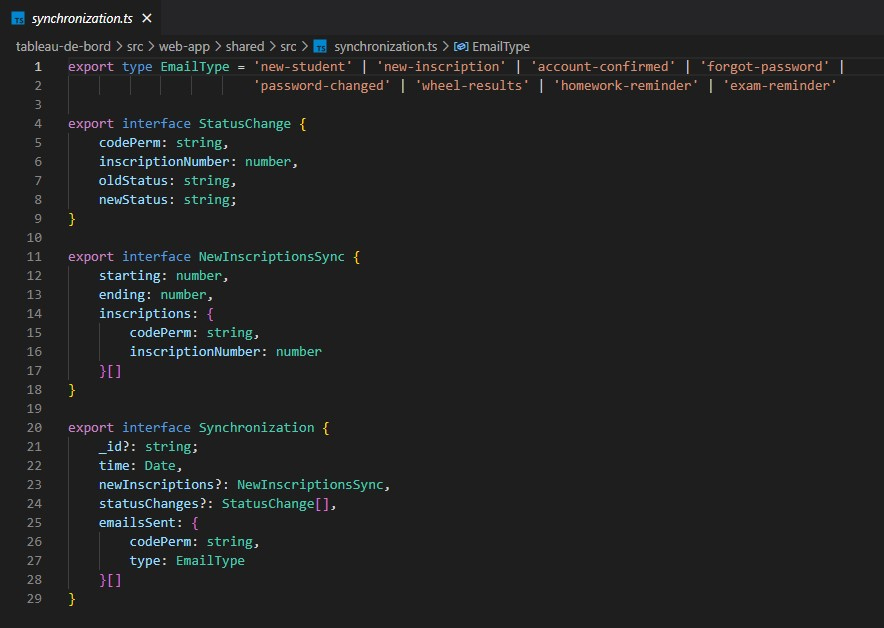 TS synchronization.ts ×
tableau-de-bord > src > web-app > shared > src > TS synchronization.ts > EmailType
1 export type EmailType = 'new-student' | 'new-inscription' | 'account-confirmed' | 'forgot-password' |
2 'password-changed' | 'wheel-results' | 'homework-reminder' | 'exam-reminder'
3
4 export interface StatusChange {
5 codePerm: string,
6 inscriptionNumber: number,
7 oldStatus: string,
8 newStatus: string;
9 }
10
11 export interface NewInscriptionsSync {
12 starting: number,
13 ending: number,
14 inscriptions: {
15 codePerm: string,
16 inscriptionNumber: number
17 }[]
18 }
19
20 export interface Synchronization {
21 _id?: string;
22 time: Date,
23 newInscriptions?: NewInscriptionsSync,
24 statusChanges?: StatusChange[],
25 emailsSent: {
26 codePerm: string,
27 type: EmailType
28 }[]
29 }